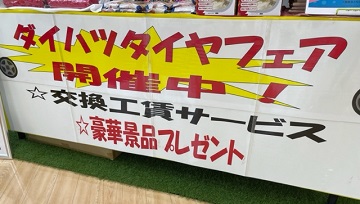 ダイハツタイヤフェア
開催中！
☆交換工賃サービス
☆豪華景品プレゼント